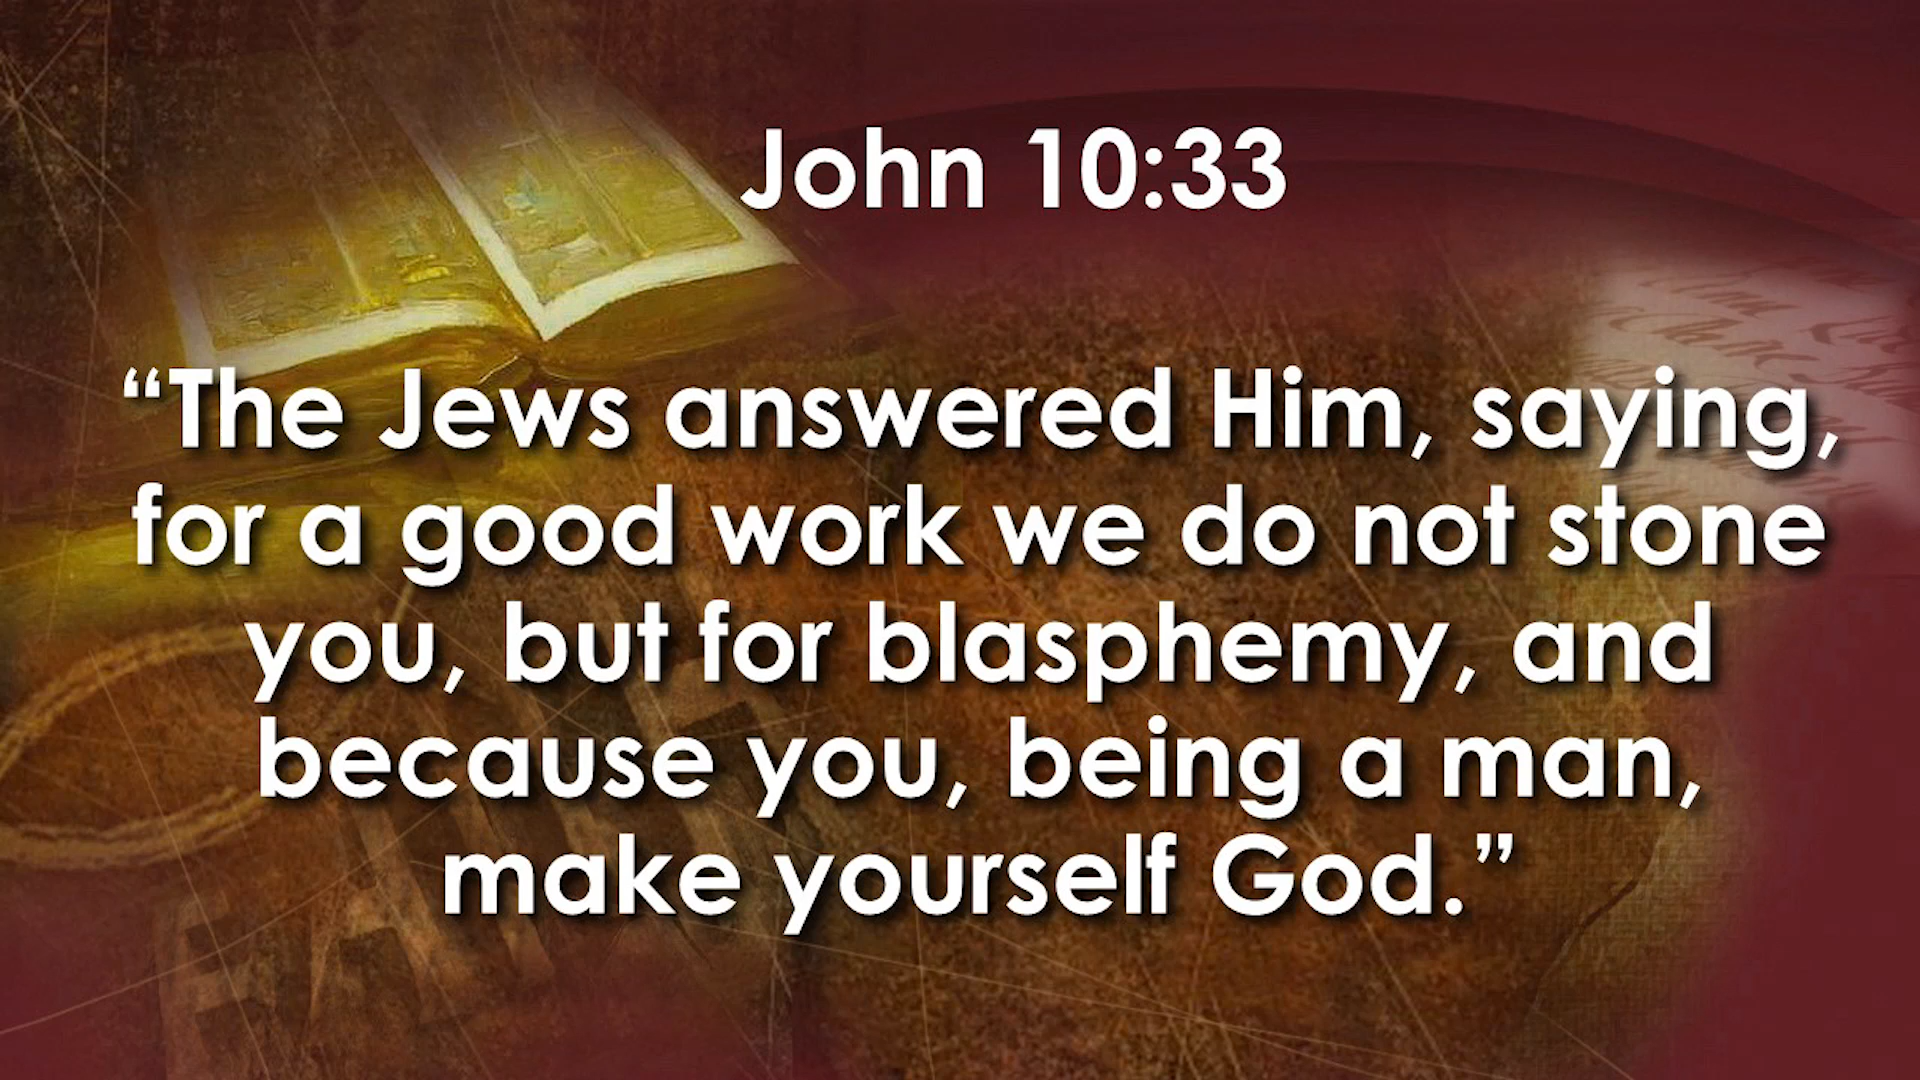 John 10:33
“The Jews answered Him, saying,
for a good work we do not stone
you, but for blasphemy, and
because you, being a man,
make yourself God.”
FAITH